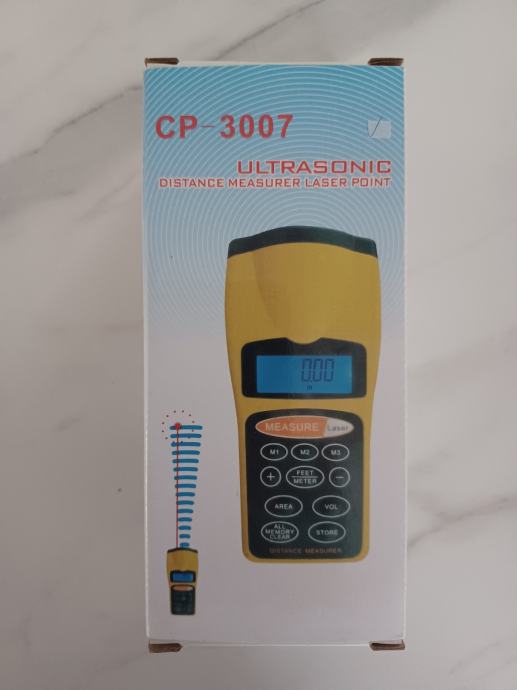 CP-3007
ULTRASONIC
DISTANCE MEASURER LASER POINT
0.00
m
MEASURE Laser
M1 M2 M3
+ FEET METER −
AREA VOL
ALL MEMORY CLEAR STORE
DISTANCE MEASURER